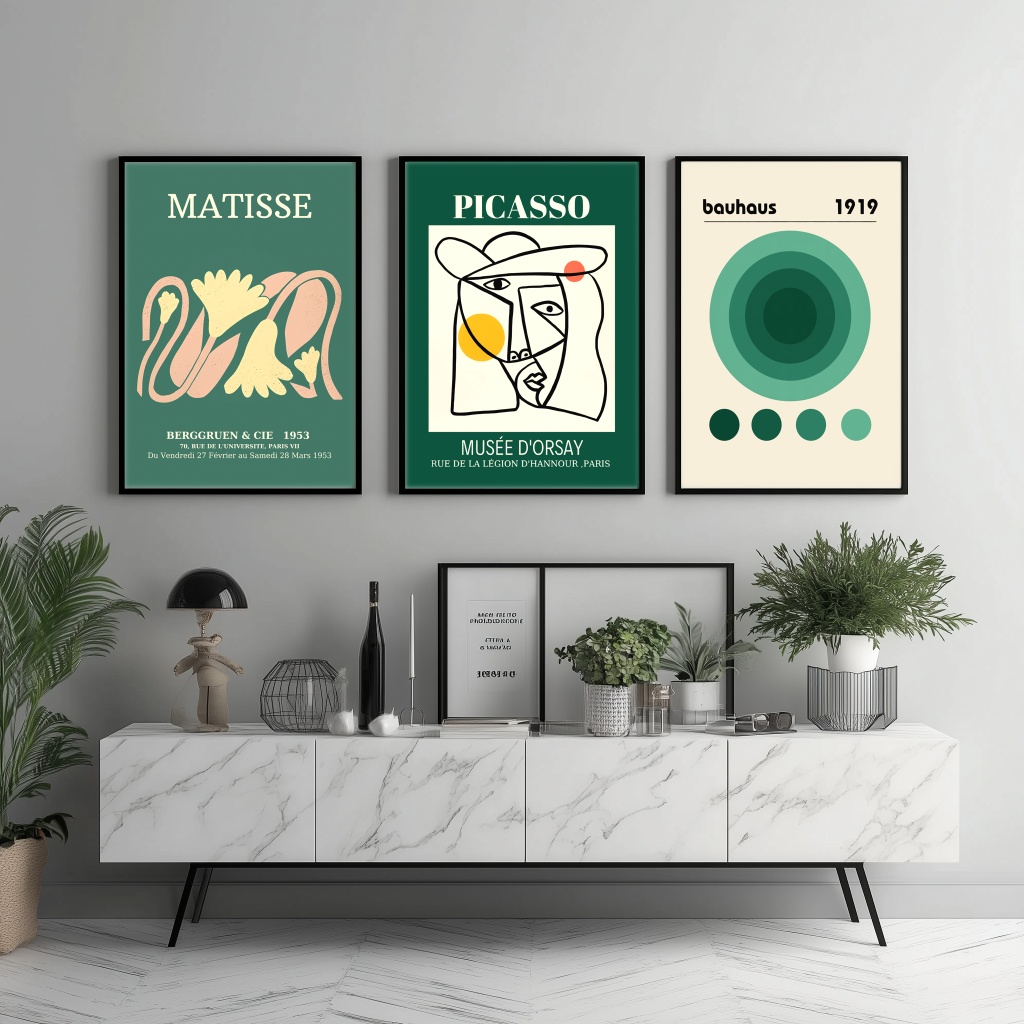 MATISSE
BERGGRUEN & CIE 1953
70, RUE DE L'UNIVERSITE, PARIS VII
Du Vendredi 27 Février au Samedi 28 Mars 1953
PICASSO
MUSÉE D'ORSAY
RUE DE LA LÉGION D'HANNOUR ,PARIS
bauhaus 1919